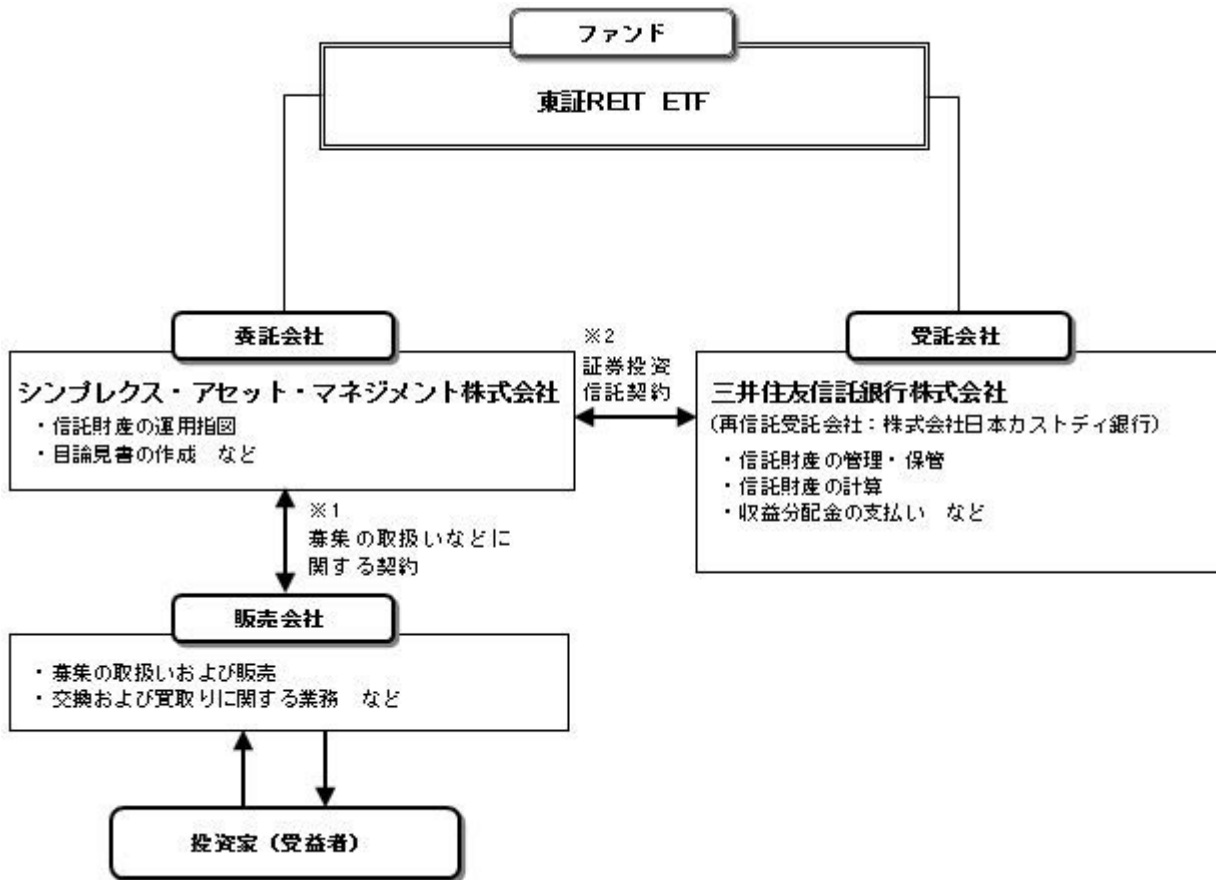 ファンド
東証REIT ETF
委託会社
シンプレクス・アセット・マネジメント株式会社
・信託財産の運用指図
・目論見書の作成 など
※2
証券投資
信託契約
受託会社
三井住友信託銀行株式会社
(再信託受託会社：株式会社日本カストディ銀行)
・信託財産の管理・保管
・信託財産の計算
・収益分配金の支払い など
※1
募集の取扱いなどに
関する契約
販売会社
・募集の取扱いおよび販売
・交換および買取りに関する業務 など
投資家（受益者）